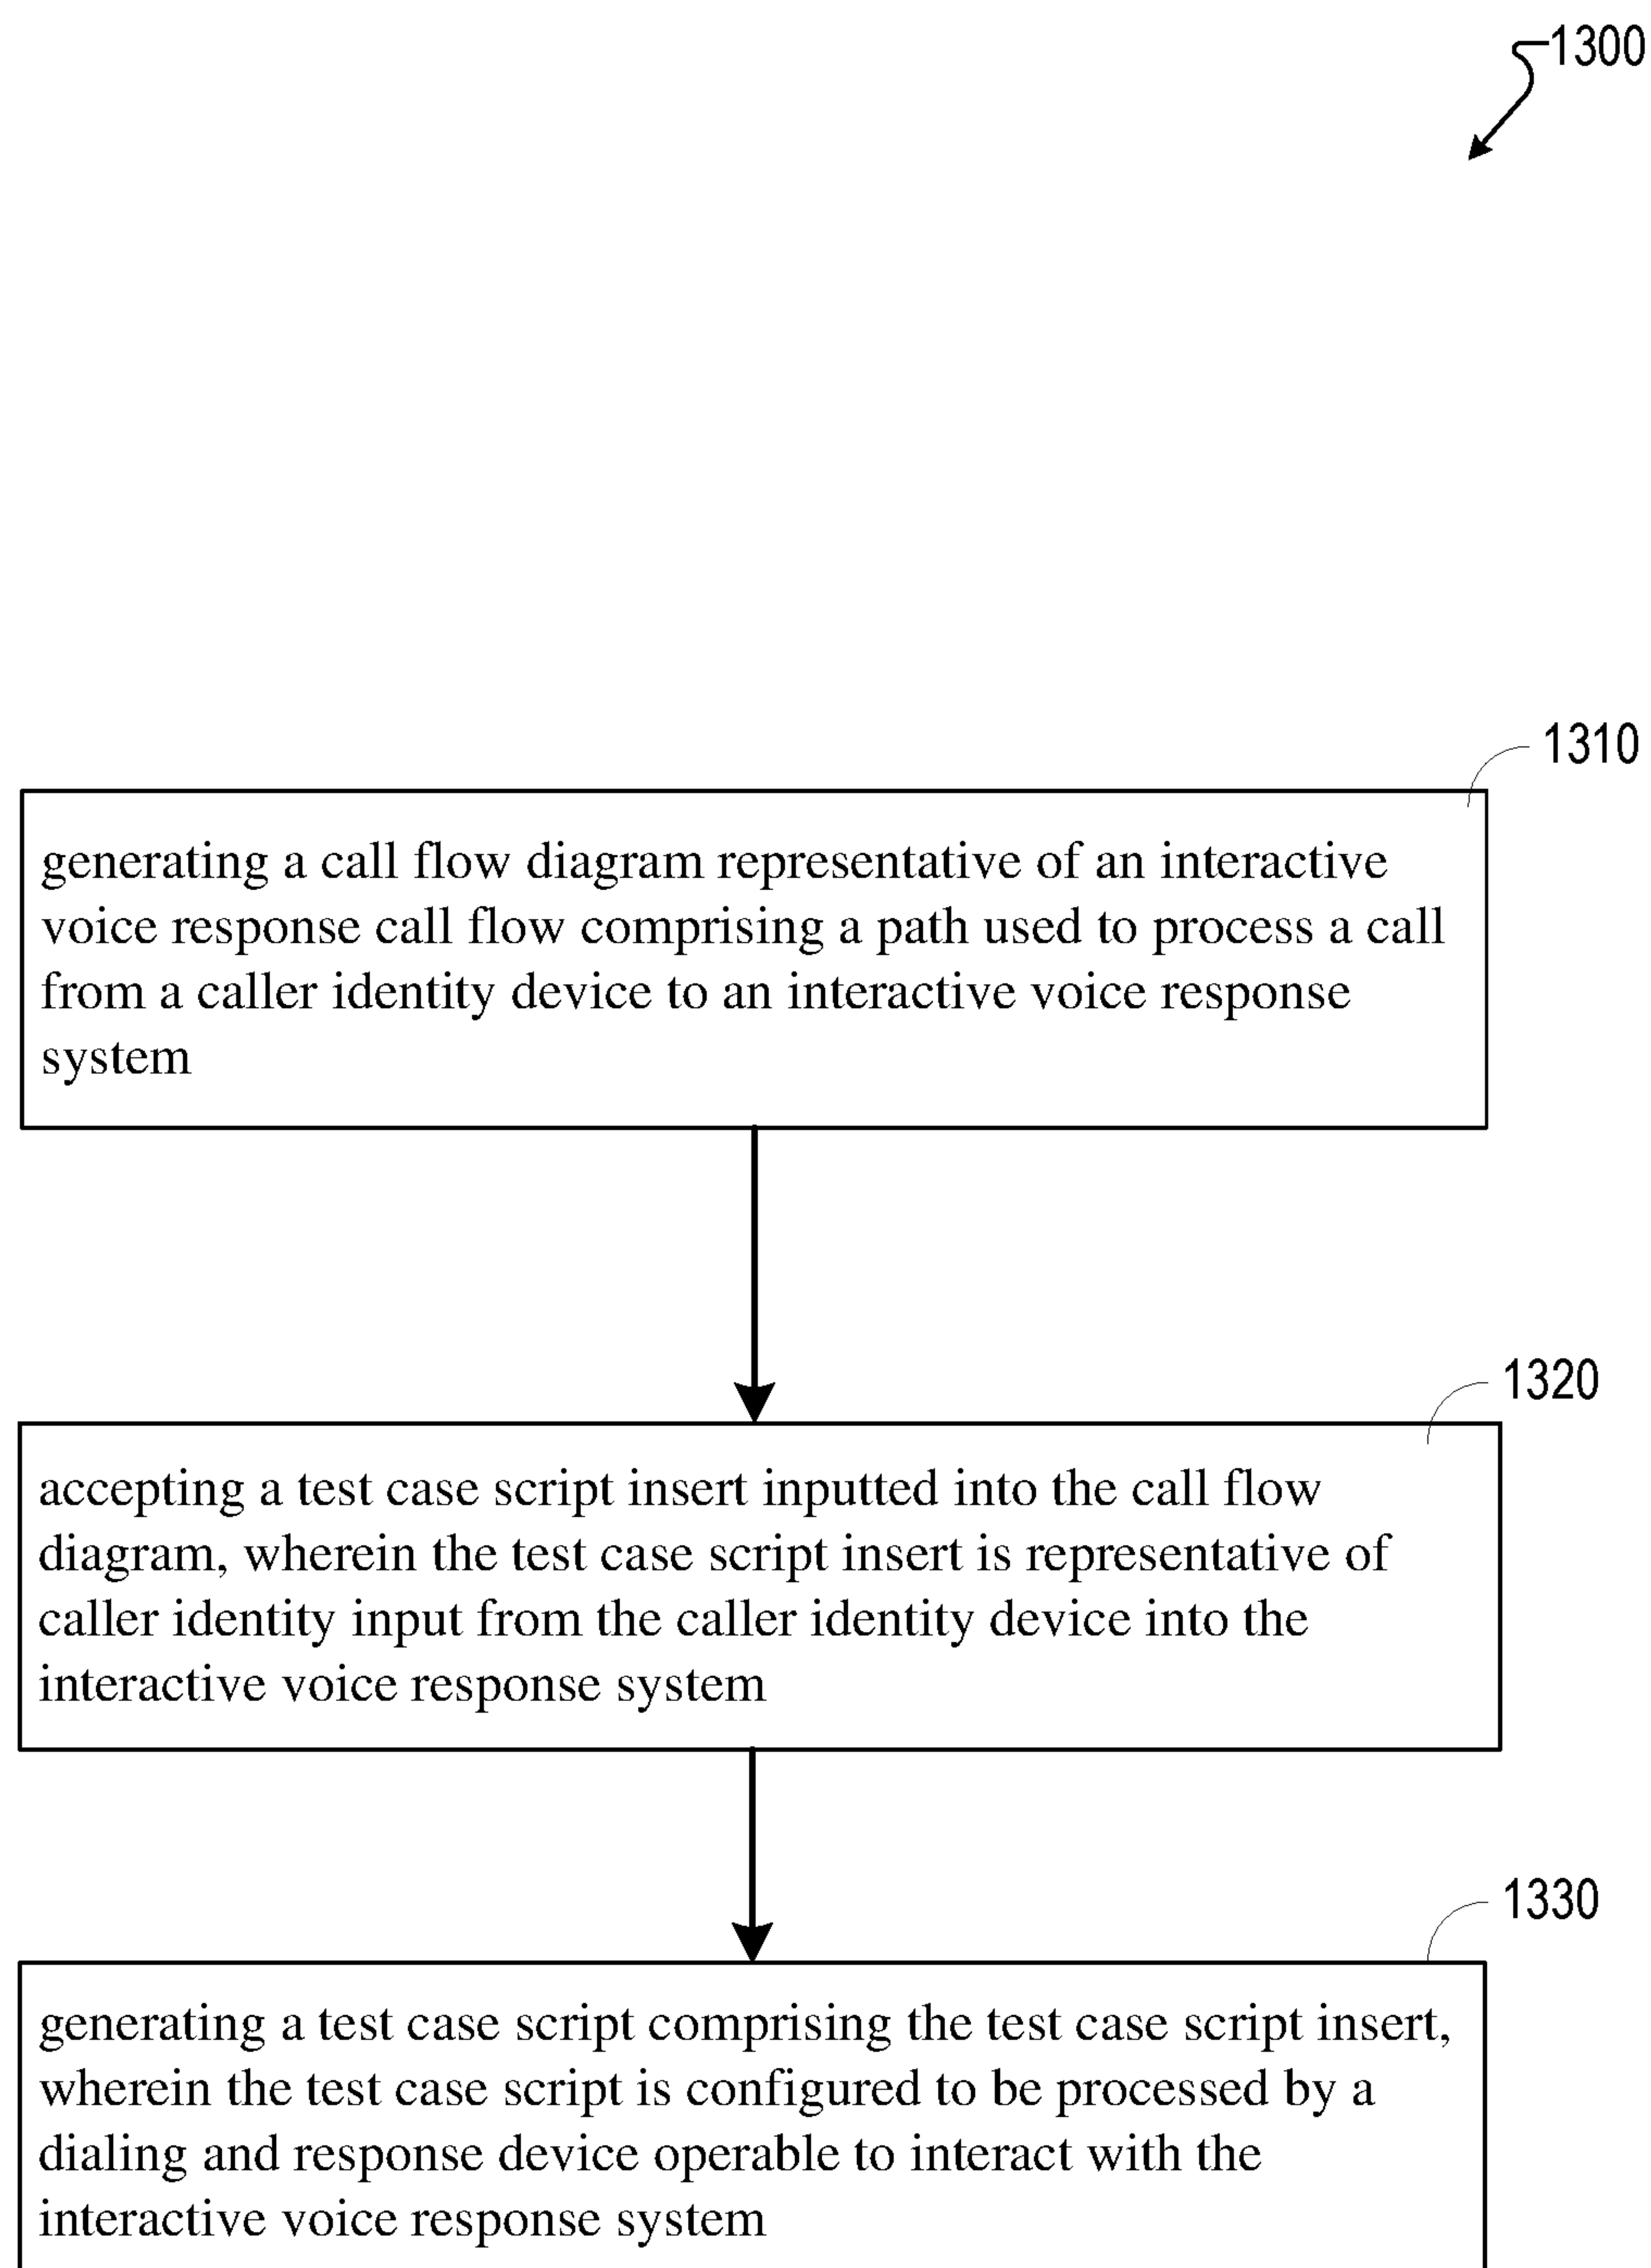 1300
1310
generating a call flow diagram representative of an interactive
voice response call flow comprising a path used to process a call
from a caller identity device to an interactive voice response
system
1320
accepting a test case script insert inputted into the call flow
diagram, wherein the test case script insert is representative of
caller identity input from the caller identity device into the
interactive voice response system
1330
generating a test case script comprising the test case script insert,
wherein the test case script is configured to be processed by a
dialing and response device operable to interact with the
interactive voice response system